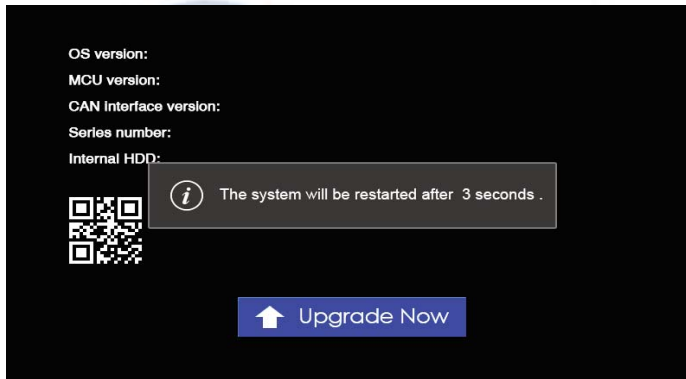 OS version:
MCU version:
CAN interface version:
Series number:
Internal HDD:
The system will be restarted after 3 seconds .
Upgrade Now